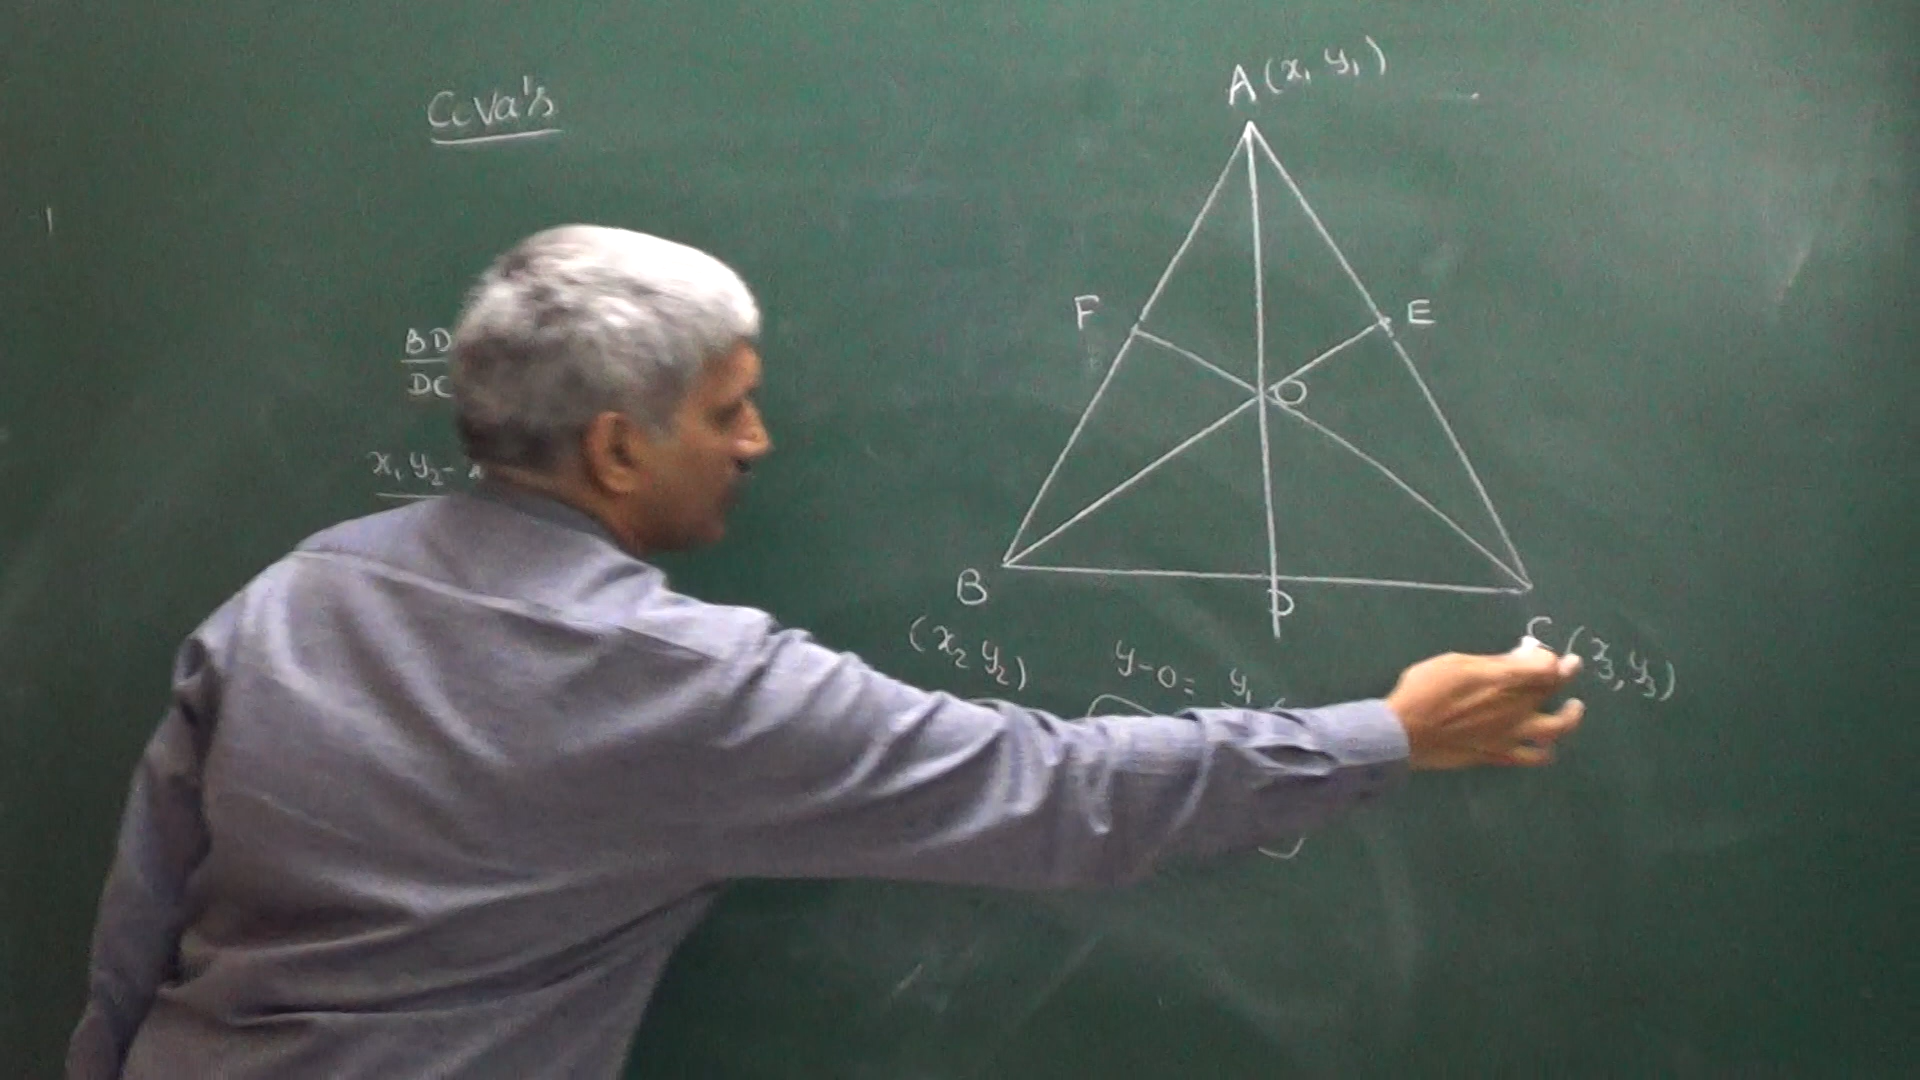 Ceva's
A (x₁ y₁)
F
E
O
BD
DC
x₁ y₂ -
B
D
C (x₃, y₃)
(x₂ y₂)
y-0 = y₁